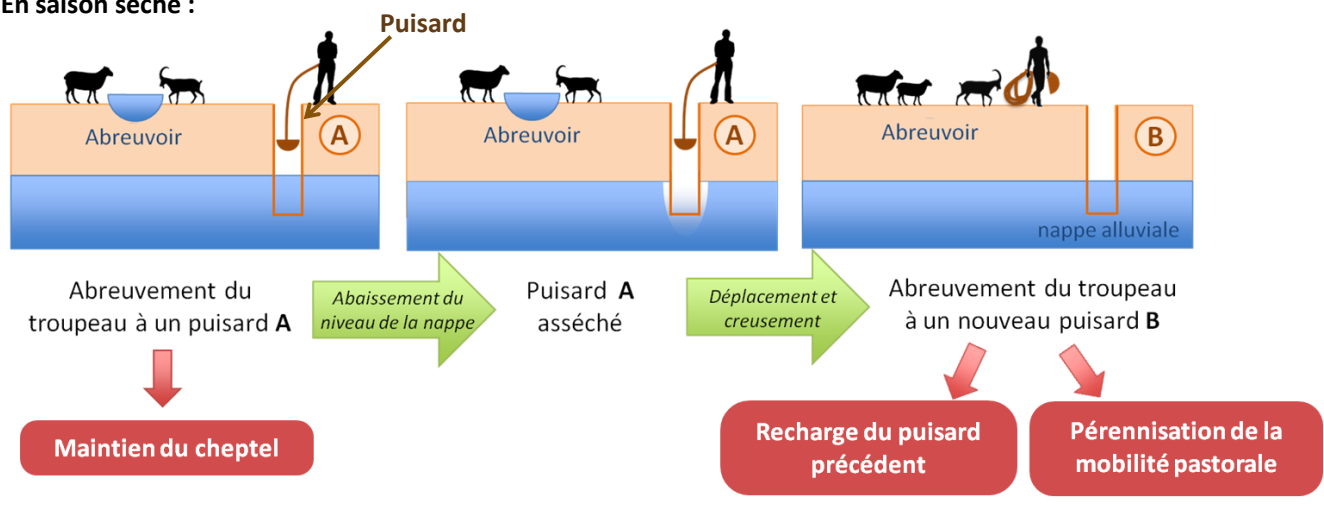 En saison sèche :
Puisard
Abreuvoir
A
Abreuvoir
A
Abreuvoir
B
nappe alluviale
Abreuvement du
troupeau à un puisard A
Abaissement du
niveau de la nappe
Puisard A
asséché
Déplacement et
creusement
Abreuvement du troupeau
à un nouveau puisard B
Maintien du cheptel
Recharge du puisard
précédent
Pérennisation de la
mobilité pastorale